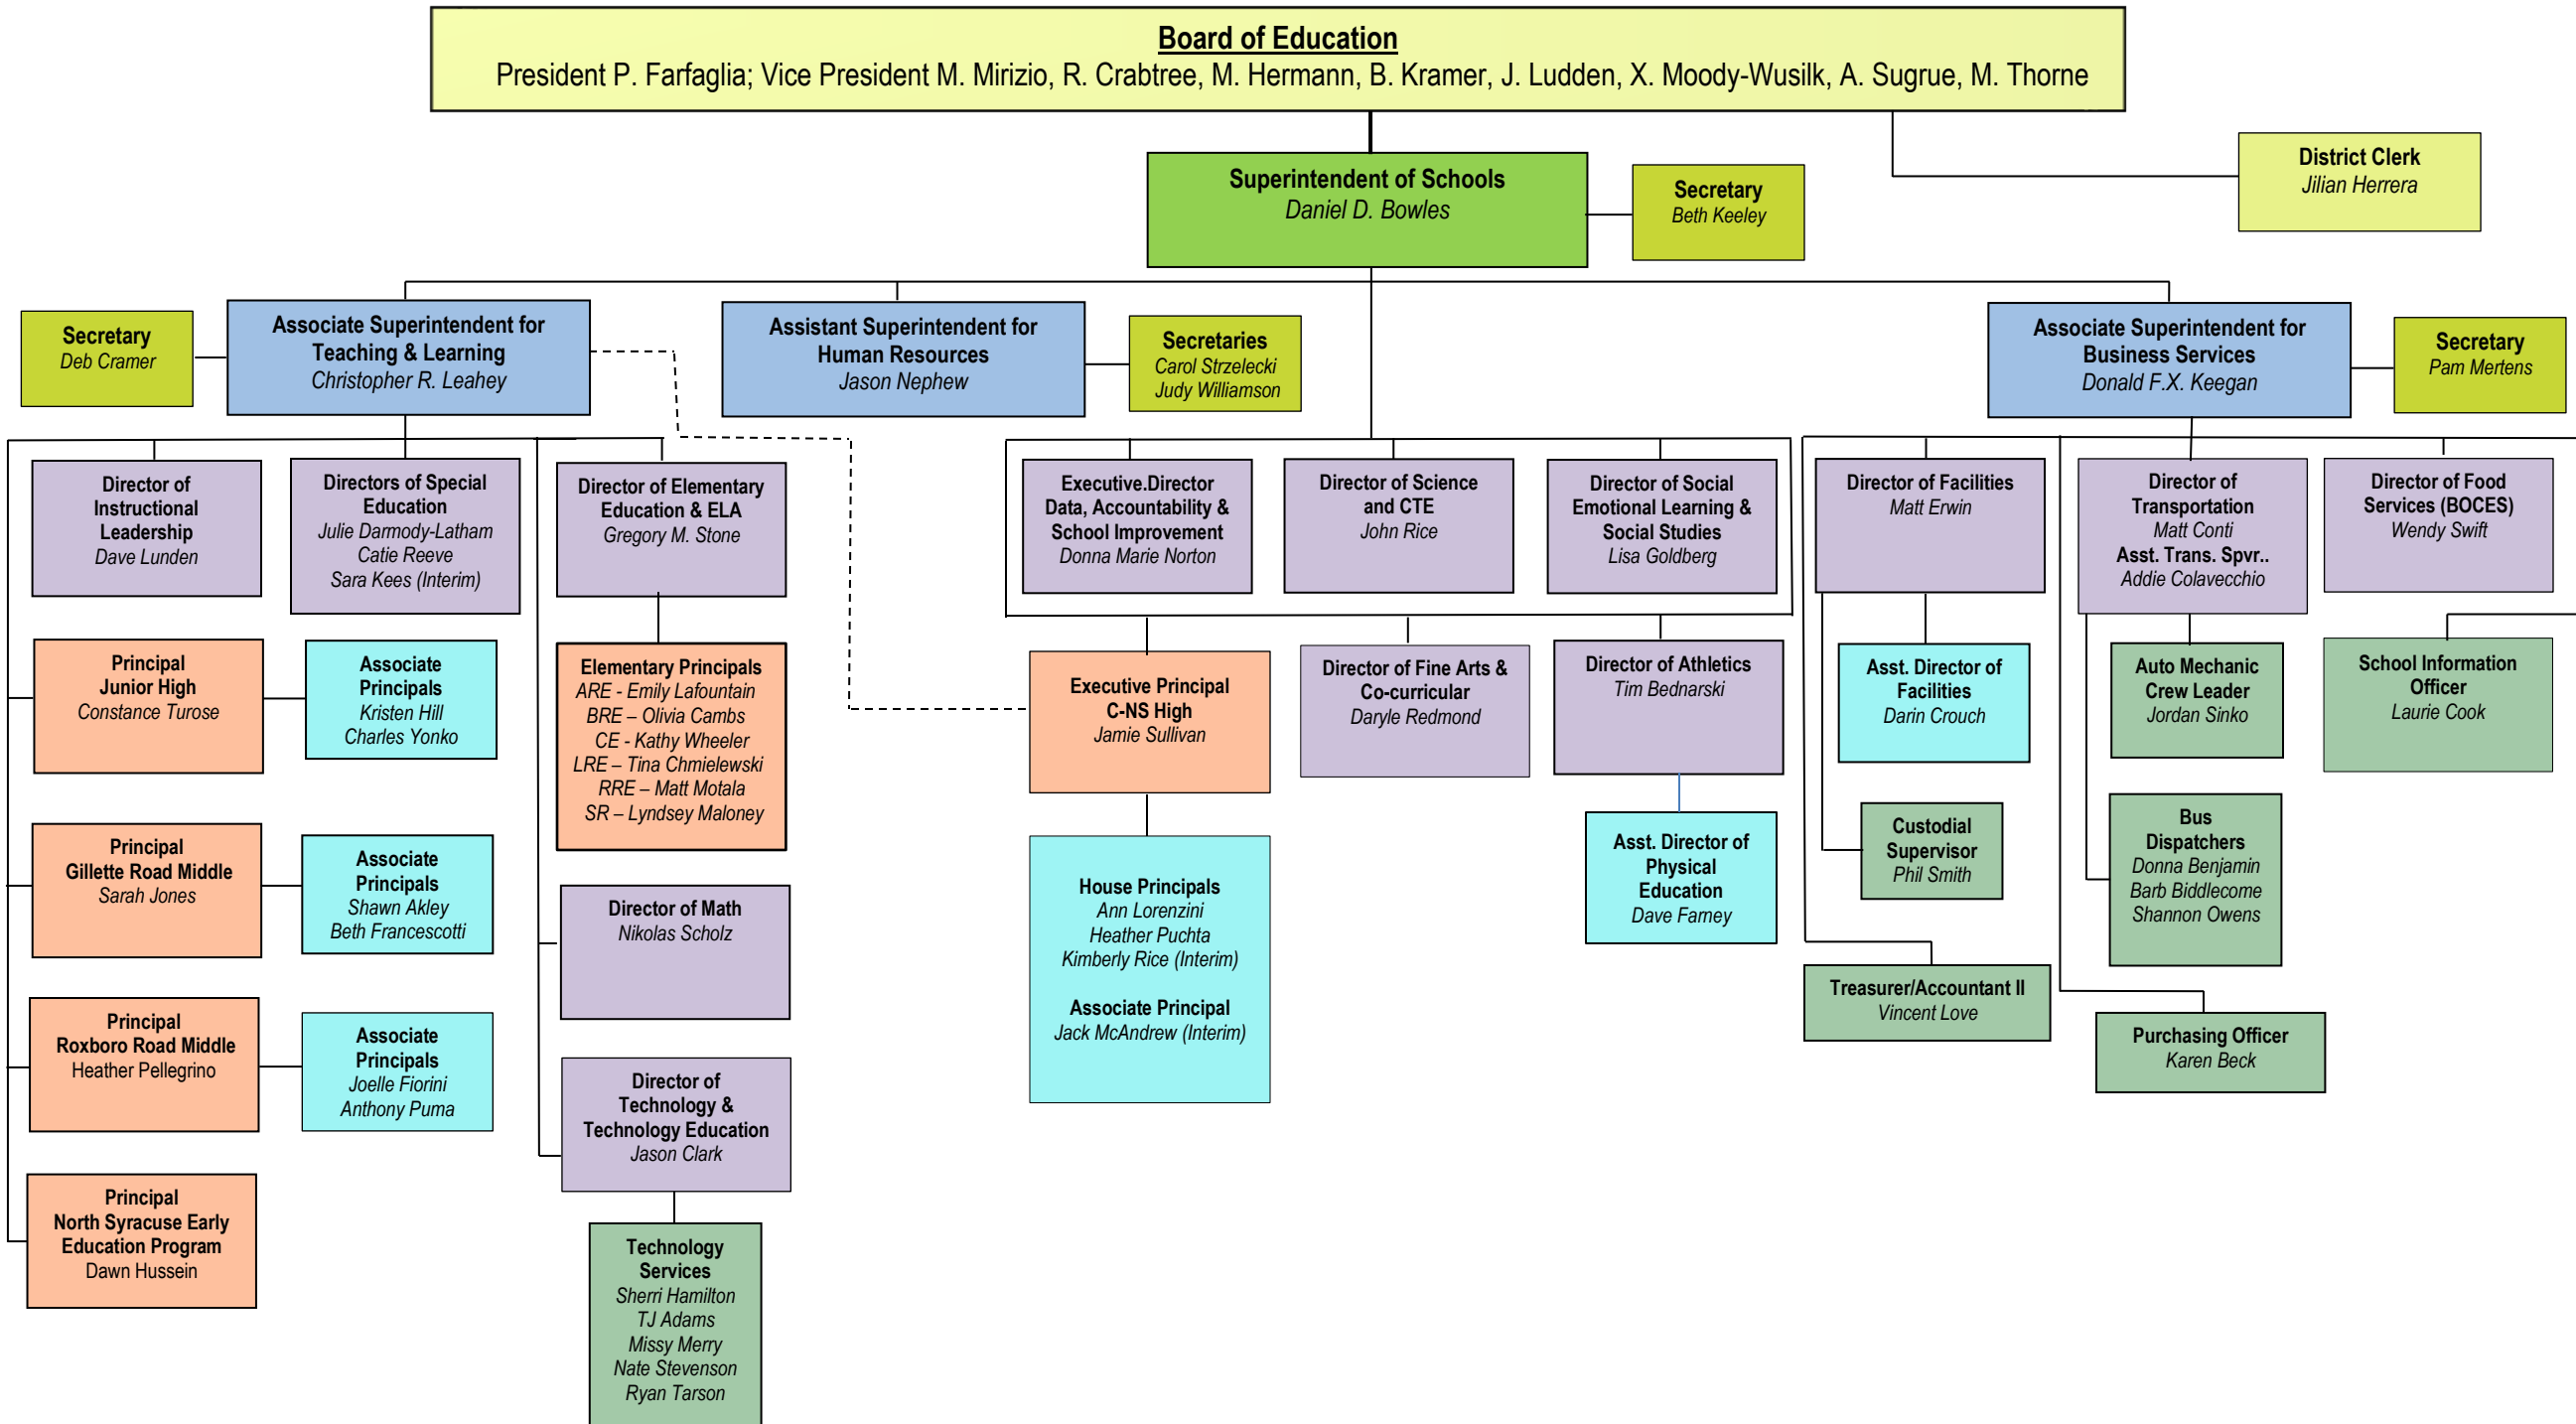 Board of Education
President P. Farfaglia; Vice President M. Mirizio, R. Crabtree, M. Hermann, B. Kramer, J. Ludden, X. Moody-Wusilk, A. Sugrue, M. Thorne
District Clerk
Jilian Herrera
Superintendent of Schools
Daniel D. Bowles
Secretary
Beth Keeley
Secretary
Deb Cramer
Associate Superintendent for
Teaching & Learning
Christopher R. Leahey
Assistant Superintendent for
Human Resources
Jason Nephew
Secretaries
Carol Strzelecki
Judy Williamson
Associate Superintendent for
Business Services
Donald F.X. Keegan
Secretary
Pam Mertens
Director of
Instructional
Leadership
Dave Lunden
Directors of Special
Education
Julie Darmody-Latham
Catie Reeve
Sara Kees (Interim)
Director of Elementary
Education & ELA
Gregory M. Stone
Executive.Director
Data, Accountability &
School Improvement
Donna Marie Norton
Director of Science
and CTE
John Rice
Director of Social
Emotional Learning &
Social Studies
Lisa Goldberg
Director of Facilities
Matt Erwin
Director of
Transportation
Matt Conti
Asst. Trans. Spvr..
Addie Colavecchio
Director of Food
Services (BOCES)
Wendy Swift
Principal
Junior High
Constance Turose
Associate
Principals
Kristen Hill
Charles Yonko
Elementary Principals
ARE - Emily Lafountain
BRE – Olivia Cambs
CE - Kathy Wheeler
LRE – Tina Chmielewski
RRE – Matt Motala
SR – Lyndsey Maloney
Executive Principal
C-NS High
Jamie Sullivan
Director of Fine Arts &
Co-curricular
Daryle Redmond
Director of Athletics
Tim Bednarski
Asst. Director of
Facilities
Darin Crouch
Auto Mechanic
Crew Leader
Jordan Sinko
School Information
Officer
Laurie Cook
Principal
Gillette Road Middle
Sarah Jones
Associate
Principals
Shawn Akley
Beth Francescotti
Director of Math
Nikolas Scholz
House Principals
Ann Lorenzini
Heather Puchta
Kimberly Rice (Interim)
Associate Principal
Jack McAndrew (Interim)
Asst. Director of
Physical
Education
Dave Farney
Custodial
Supervisor
Phil Smith
Bus
Dispatchers
Donna Benjamin
Barb Biddlecome
Shannon Owens
Treasurer/Accountant II
Vincent Love
Purchasing Officer
Karen Beck
Principal
Roxboro Road Middle
Heather Pellegrino
Associate
Principals
Joelle Fiorini
Anthony Puma
Director of
Technology &
Technology Education
Jason Clark
Principal
North Syracuse Early
Education Program
Dawn Hussein
Technology
Services
Sherri Hamilton
TJ Adams
Missy Merry
Nate Stevenson
Ryan Tarson